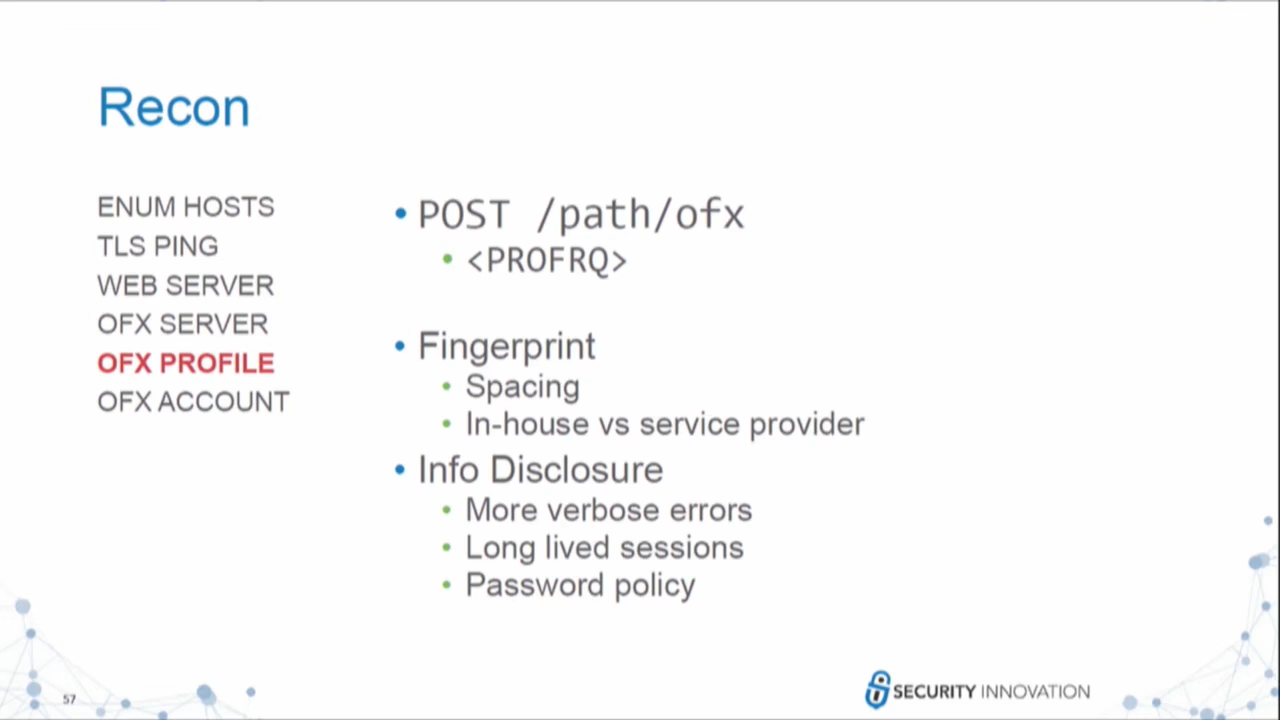 Recon
ENUM HOSTS
TLS PING
WEB SERVER
OFX SERVER
OFX PROFILE
OFX ACCOUNT
• POST /path/ofx
• <PROFRQ>
• Fingerprint
• Spacing
• In-house vs service provider
• Info Disclosure
• More verbose errors
• Long lived sessions
• Password policy
57
SECURITY INNOVATION